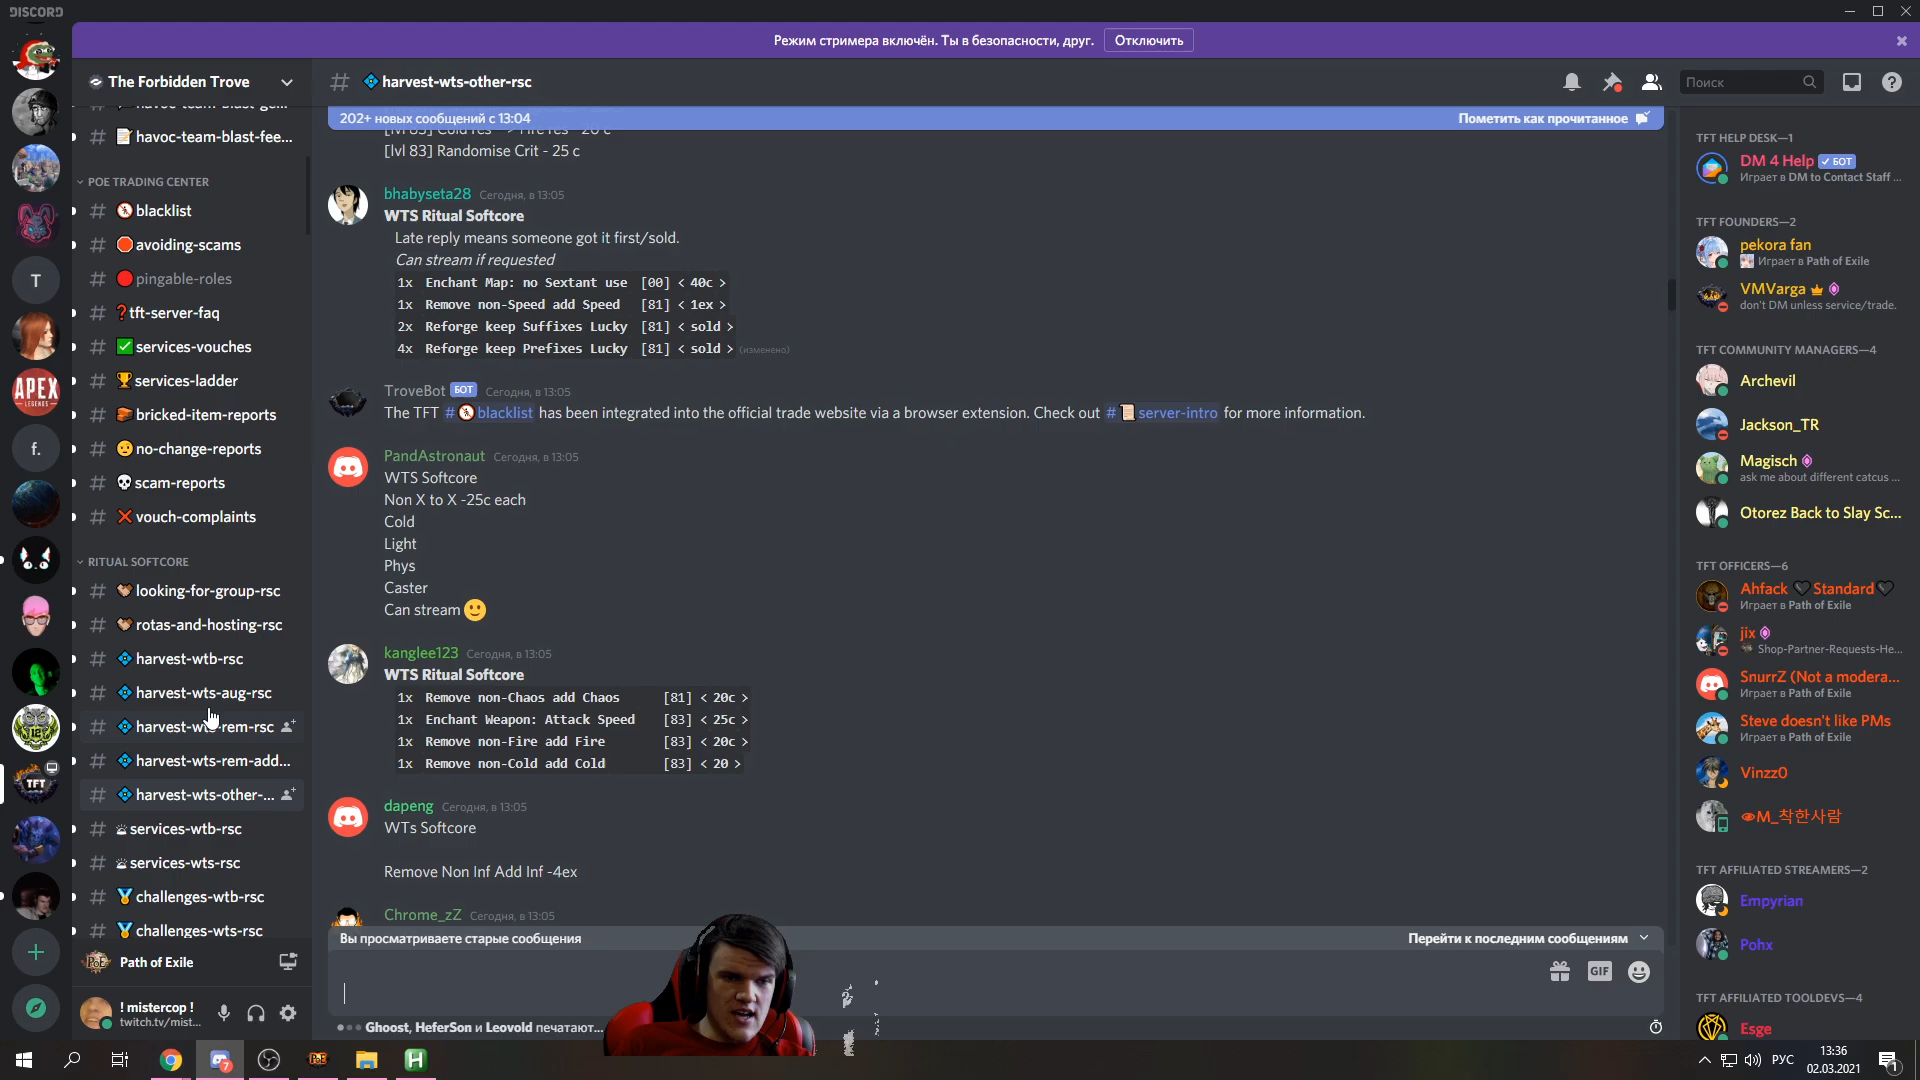 DISCORD
Режим стримера включён. Ты в безопасности, друг.
Отключить
The Forbidden Trove
havoc-team-blast-fee...
POE TRADING CENTER
blacklist
avoiding-scams
pingable-roles
tft-server-faq
services-vouches
services-ladder
bricked-item-reports
no-change-reports
scam-reports
vouch-complaints
RITUAL SOFTCORE
looking-for-group-rsc
rotas-and-hosting-rsc
harvest-wtb-rsc
harvest-wts-aug-rsc
harvest-wts-rem-rsc
harvest-wts-rem-add...
harvest-wts-other-...
services-wtb-rsc
services-wts-rsc
challenges-wtb-rsc
challenges-wts-rsc
Path of Exile
! mistercop !
twitch.tv/mist...
T
APEX
LEGENDS
f.
TFT
harvest-wts-other-rsc
Поиск
202+ новых сообщений с 13:04
Пометить как прочитанное
[lvl 83] Randomise Crit - 25 c
bhabyseta28 Сегодня, в 13:05
WTS Ritual Softcore
Late reply means someone got it first/sold.
Can stream if requested
1x Enchant Map: no Sextant use [00] < 40c >
1x Remove non-Speed add Speed [81] < 1ex >
2x Reforge keep Suffixes Lucky [81] < sold >
4x Reforge keep Prefixes Lucky [81] < sold > (изменено)
TroveBot БОТ Сегодня, в 13:05
The TFT # blacklist has been integrated into the official trade website via a browser extension. Check out # server-intro for more information.
PandAstronaut Сегодня, в 13:05
WTS Softcore
Non X to X -25c each
Cold
Light
Phys
Caster
Can stream
kanglee123 Сегодня, в 13:05
WTS Ritual Softcore
1x Remove non-Chaos add Chaos [81] < 20c >
1x Enchant Weapon: Attack Speed [83] < 25c >
1x Remove non-Fire add Fire [83] < 20c >
1x Remove non-Cold add Cold [83] < 20 >
dapeng Сегодня, в 13:05
WTs Softcore
Remove Non Inf Add Inf -4ex
Chrome_zZ Сегодня, в 13:05
Вы просматриваете старые сообщения
Перейти к последним сообщениям
GIF
Ghoost, HeferSon и Leovold печатают...
TFT HELP DESK—1
DM 4 Help ✓ БОТ
Играет в DM to Contact Staff ...
TFT FOUNDERS—2
pekora fan
Играет в Path of Exile
VMVarga
don't DM unless service/trade.
TFT COMMUNITY MANAGERS—4
Archevil
Jackson_TR
Magisch
ask me about different catcus ...
Otorez Back to Slay Sc...
TFT OFFICERS—6
Ahfack Standard
Играет в Path of Exile
jix
Shop-Partner-Requests-He...
SnurrZ (Not a modera...
Играет в Path of Exile
Steve doesn't like PMs
Играет в Path of Exile
Vinzz0
M_착한사람
TFT AFFILIATED STREAMERS—2
Empyrian
Pohx
TFT AFFILIATED TOOLDEVS—4
Esge
РУС
13:36
02.03.2021